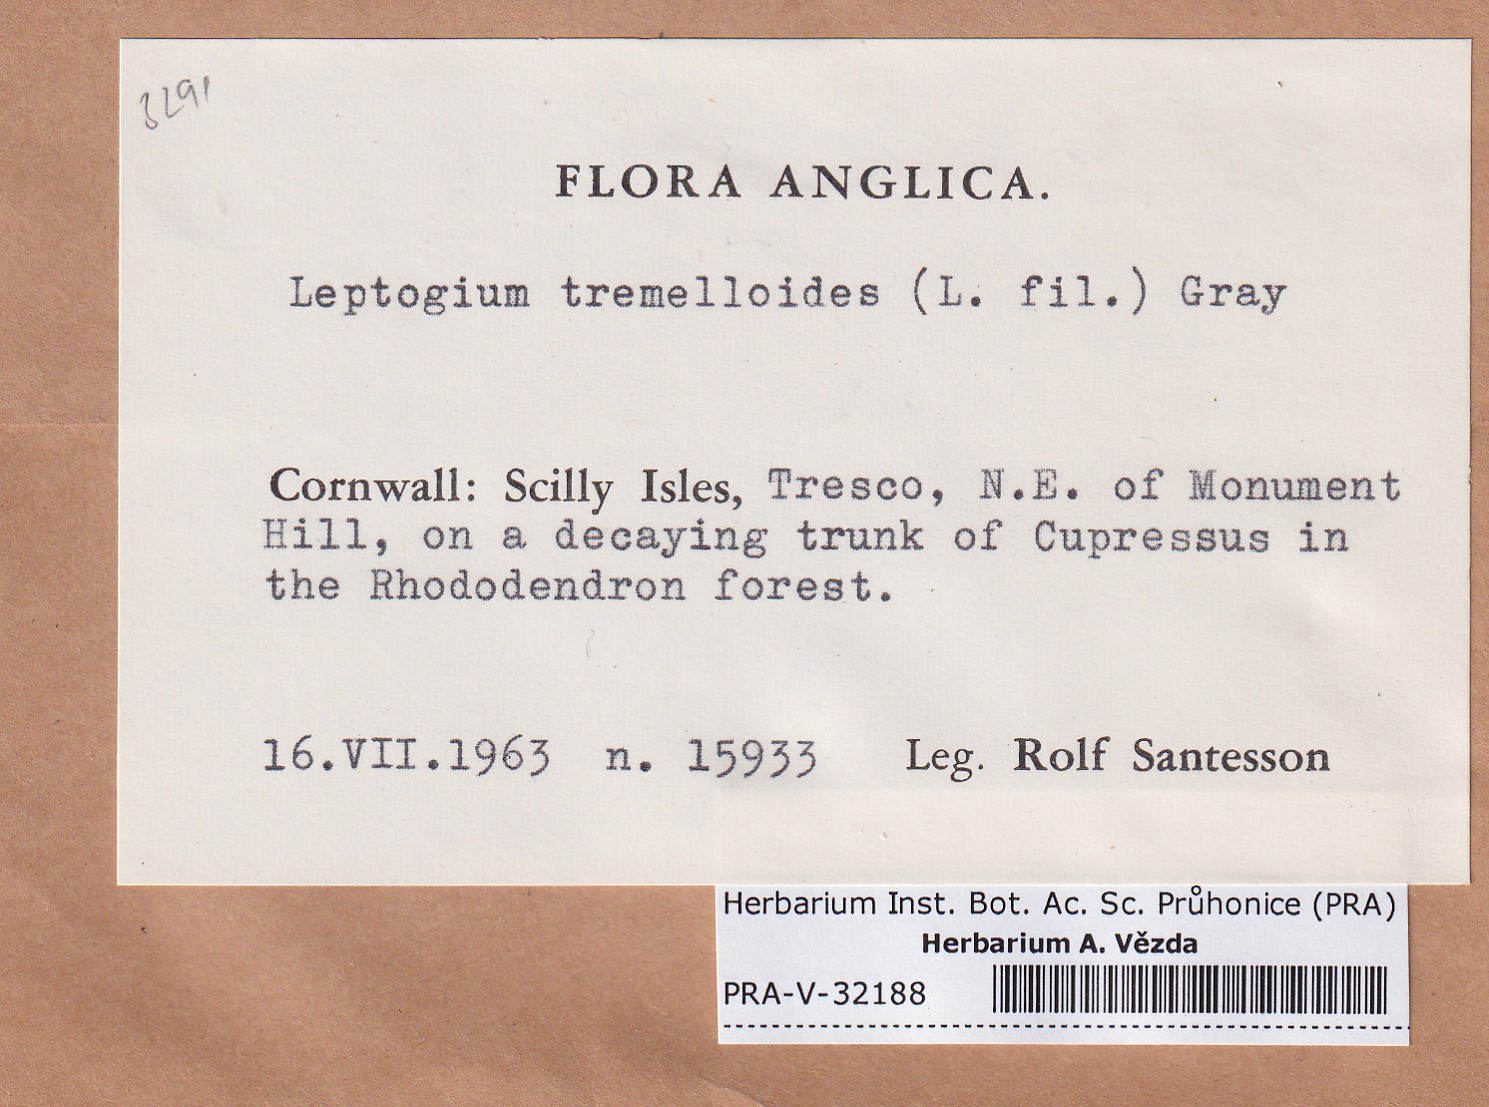 3291
FLORA ANGLICA.
Leptogium tremelloides (L. fil.) Gray
Cornwall: Scilly Isles, Tresco, N.E. of Monument
Hill, on a decaying trunk of Cupressus in
the Rhododendron forest.
16.VII.1963 n. 15933 Leg. Rolf Santesson
Herbarium Inst. Bot. Ac. Sc. Průhonice (PRA)
Herbarium A. Vězda
PRA-V-32188